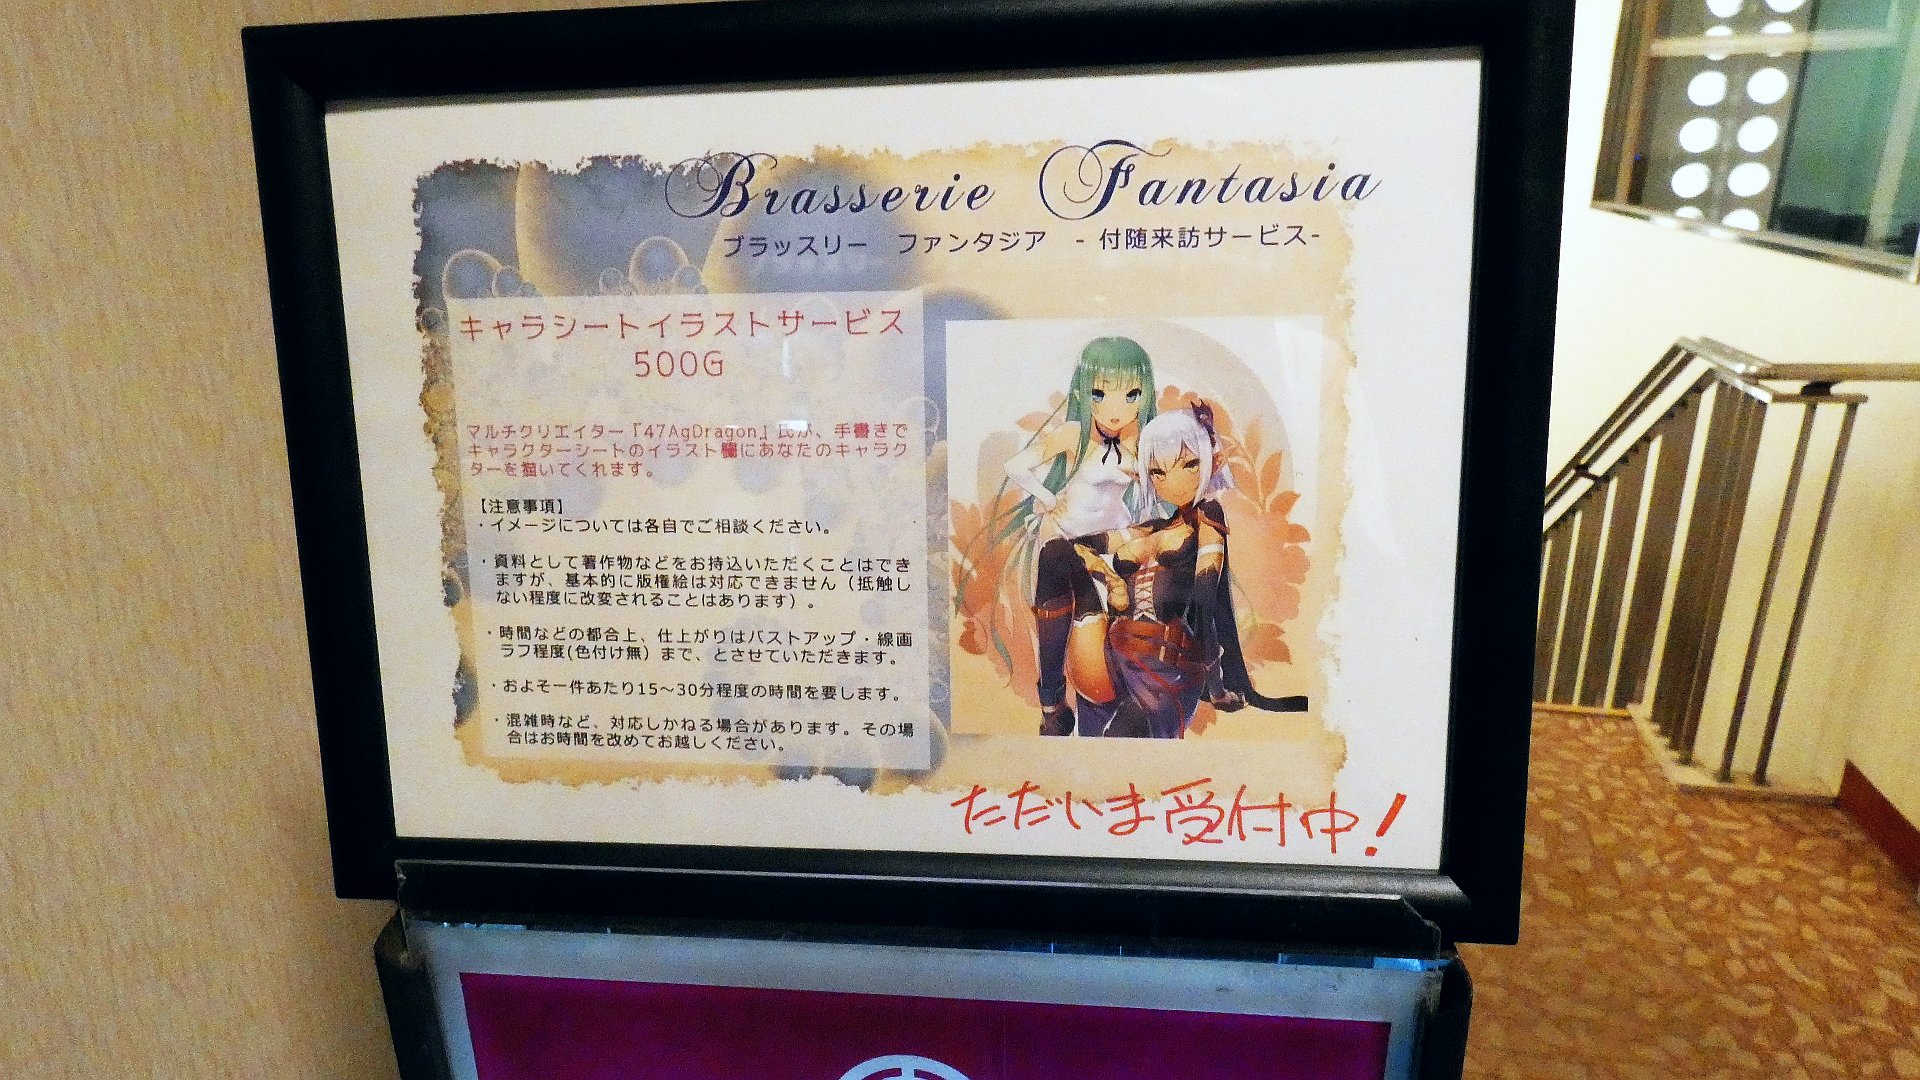 Brasserie Fantasia
ブラッスリー ファンタジア - 付随来訪サービス-
キャラシートイラストサービス
500G
マルチクリエイター『47AgDragon』氏が、手書きで
キャラクターシートのイラスト欄にあなたのキャラク
ターを描いてくれます。
【注意事項】
・イメージについては各自でご相談ください。
・資料として著作物などをお持込いただくことはでき
ますが、基本的に版権絵は対応できません（抵触し
ない程度に改変されることはあります）。
・時間などの都合上、仕上がりはバストアップ・線画
ラフ程度(色付け無）まで、とさせていただきます。
・およそ一件あたり15～30分程度の時間を要します。
・混雑時など、対応しかねる場合があります。その場
合はお時間を改めてお越しください。
ただいま受付中！